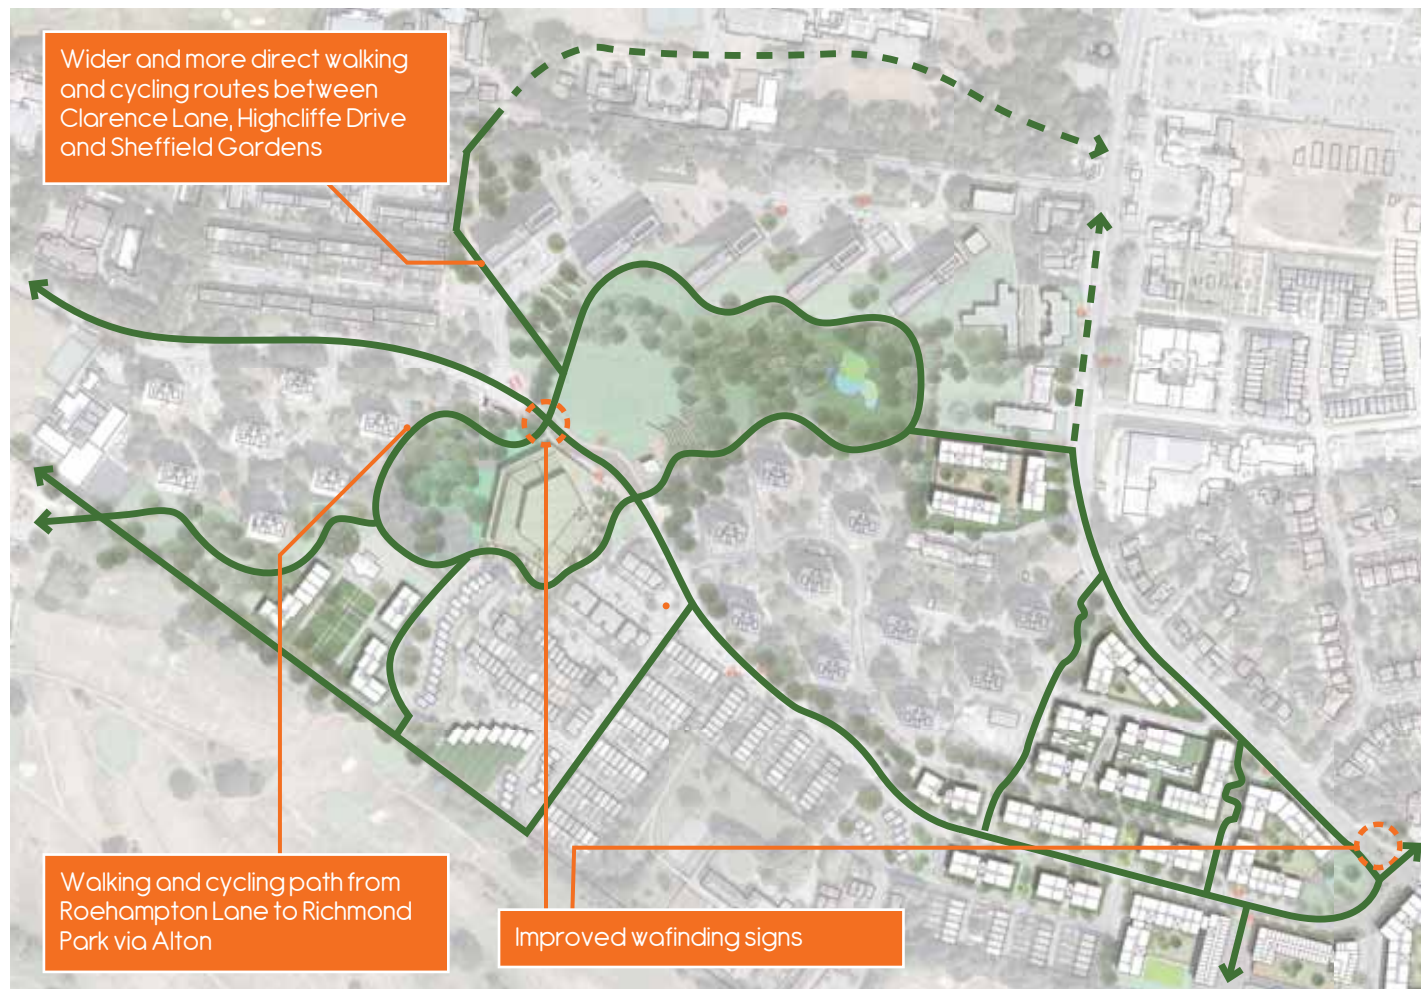 Wider and more direct walking
and cycling routes between
Clarence Lane, Highcliffe Drive
and Sheffield Gardens
Walking and cycling path from
Roehampton Lane to Richmond
Park via Alton
Improved wafinding signs